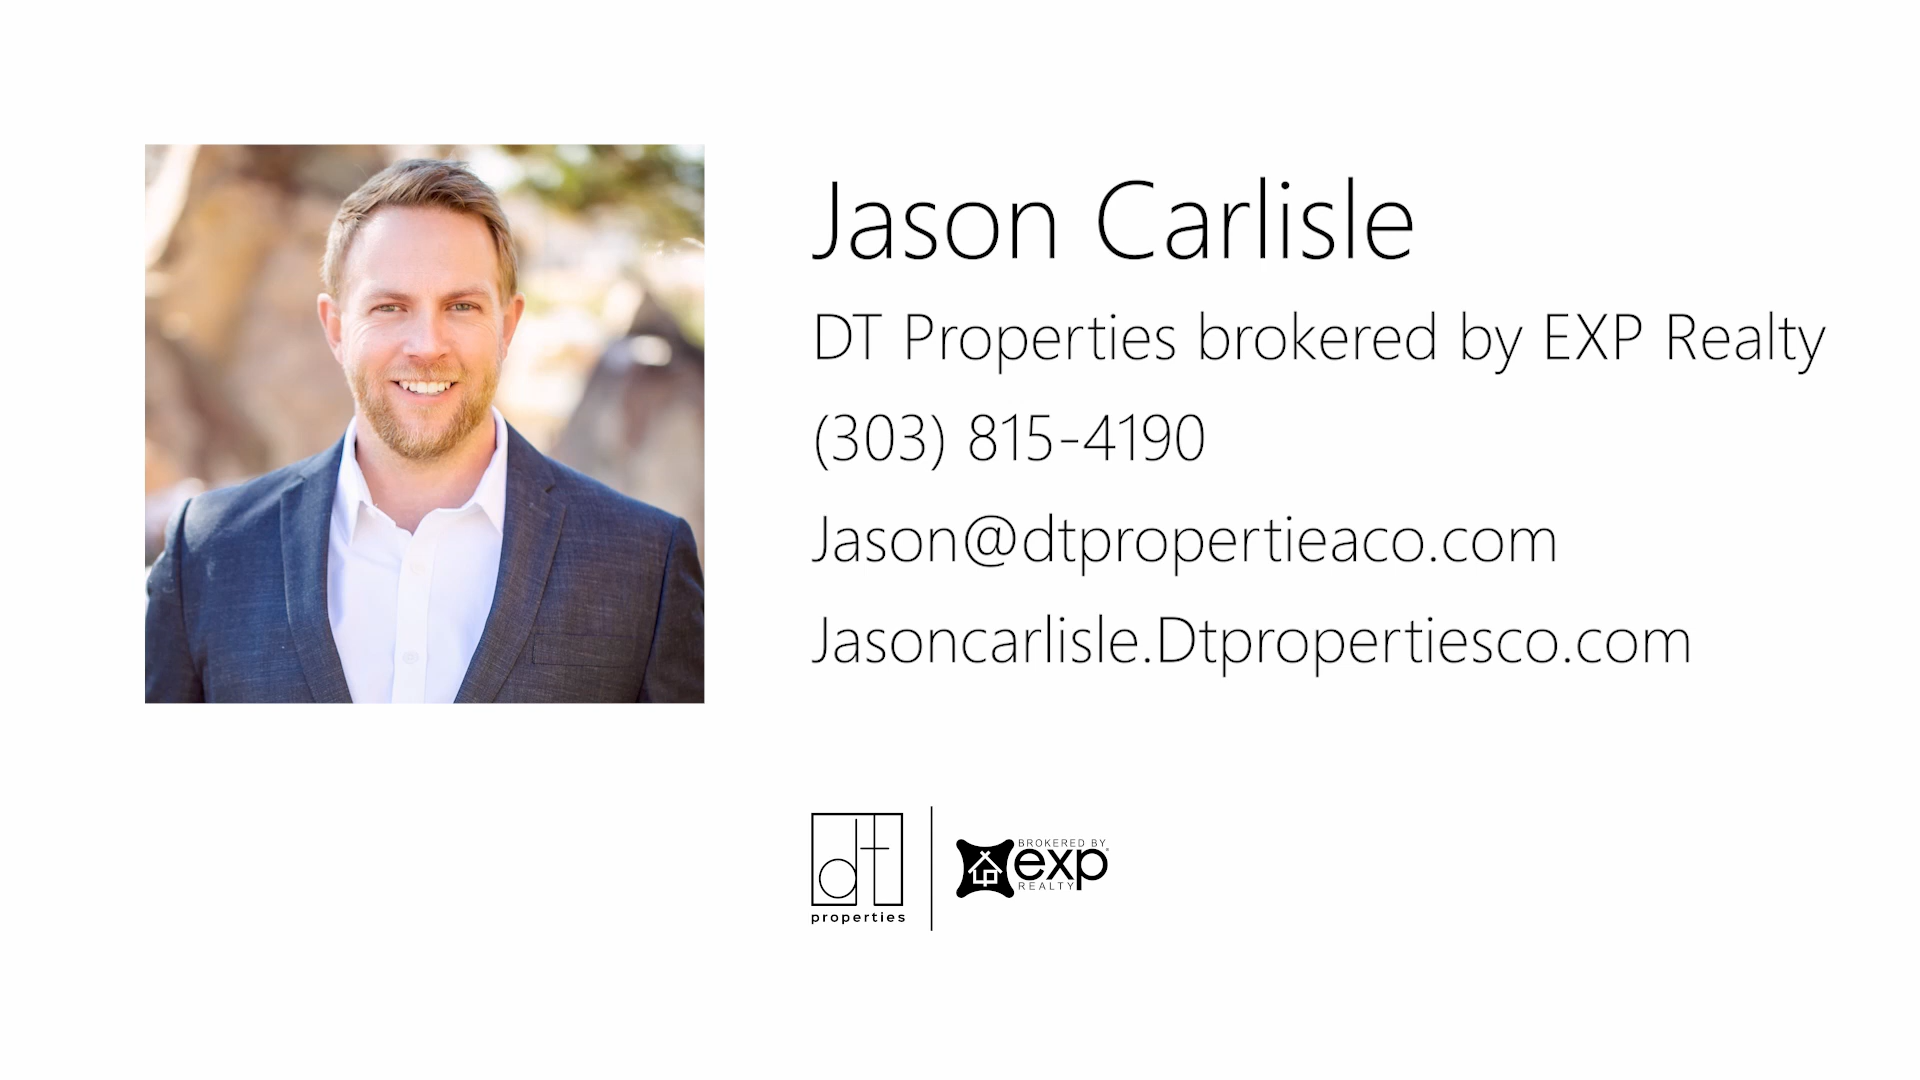 Jason Carlisle
DT Properties brokered by EXP Realty
(303) 815-4190
Jason@dtpropertieaco.com
Jasoncarlisle.Dtpropertiesco.com
dt
properties
BROKERED BY
exp
REALTY